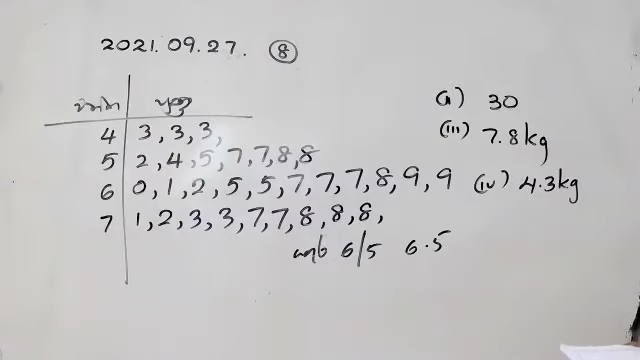 2021.09.27. ⑧
4 | 3, 3, 3,
5 | 2, 4, 5, 7, 7, 8, 8
6 | 0, 1, 2, 5, 5, 7, 7, 7, 8, 9, 9
7 | 1, 2, 3, 3, 7, 7, 8, 8, 8,
6/5 6.5
30
(iii) 7.8kg
(iv) 4.3kg